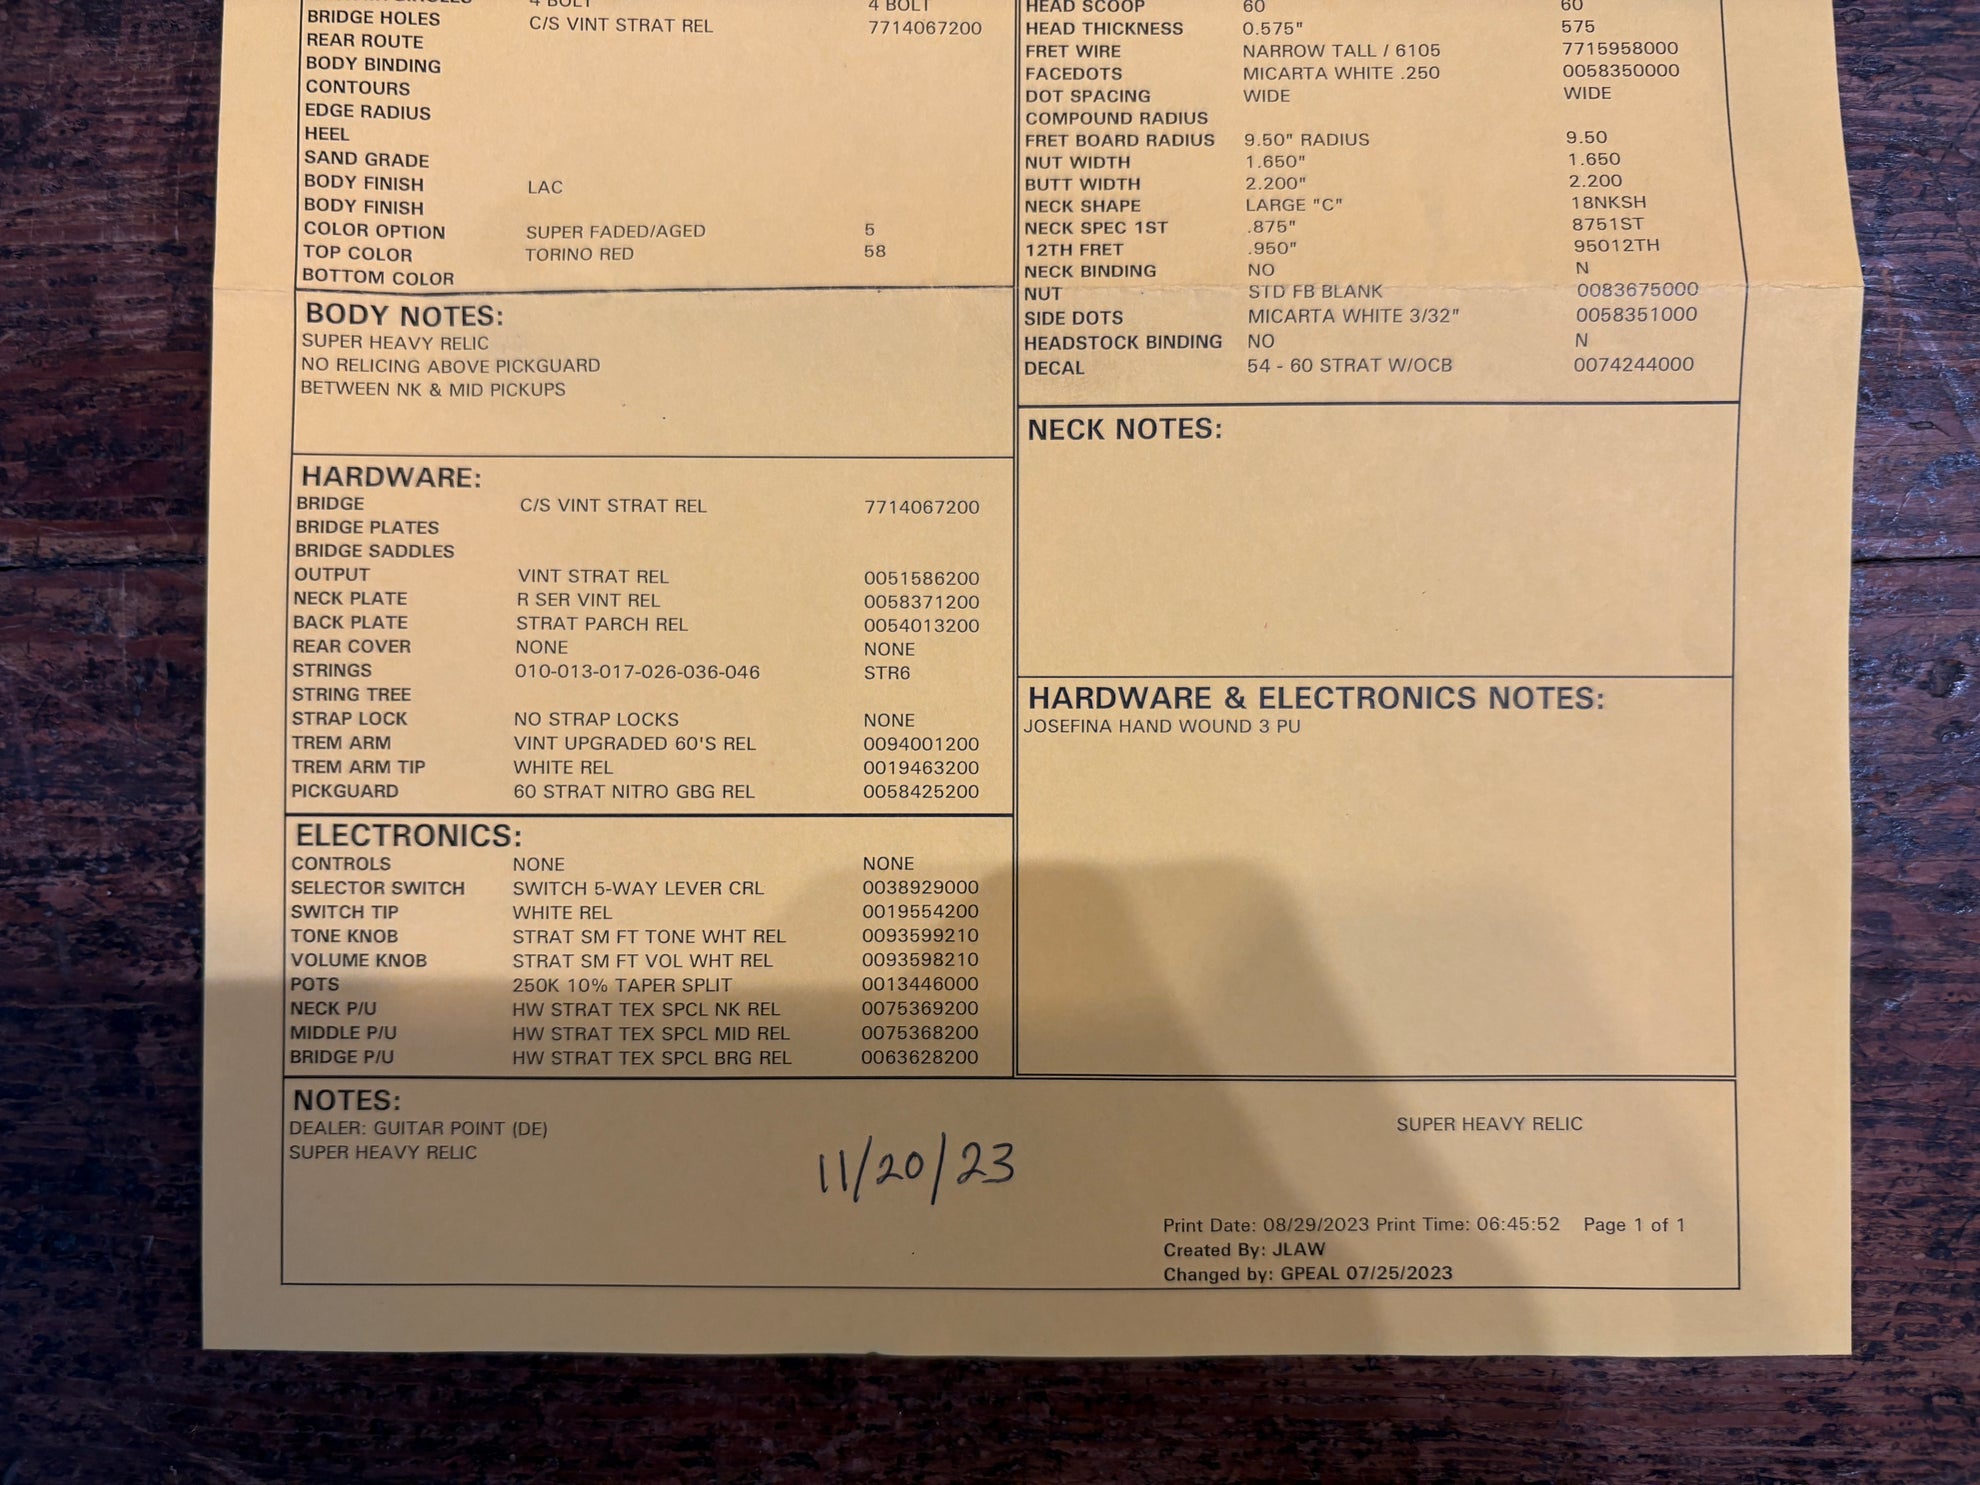 4 BOLT 4 BOLT
BRIDGE HOLES C/S VINT STRAT REL 7714067200
REAR ROUTE
BODY BINDING
CONTOURS
EDGE RADIUS
HEEL
SAND GRADE
BODY FINISH LAC
BODY FINISH
COLOR OPTION SUPER FADED/AGED 5
TOP COLOR TORINO RED 58
BOTTOM COLOR
BODY NOTES:
SUPER HEAVY RELIC
NO RELICING ABOVE PICKGUARD
BETWEEN NK & MID PICKUPS
HARDWARE:
BRIDGE C/S VINT STRAT REL 7714067200
BRIDGE PLATES
BRIDGE SADDLES
OUTPUT VINT STRAT REL 0051586200
NECK PLATE R SER VINT REL 0058371200
BACK PLATE STRAT PARCH REL 0054013200
REAR COVER NONE NONE
STRINGS 010-013-017-026-036-046 STR6
STRING TREE
STRAP LOCK NO STRAP LOCKS NONE
TREM ARM VINT UPGRADED 60'S REL 0094001200
TREM ARM TIP WHITE REL 0019463200
PICKGUARD 60 STRAT NITRO GBG REL 0058425200
ELECTRONICS:
CONTROLS NONE NONE
SELECTOR SWITCH SWITCH 5-WAY LEVER CRL 0038929000
SWITCH TIP WHITE REL 0019554200
TONE KNOB STRAT SM FT TONE WHT REL 0093599210
VOLUME KNOB STRAT SM FT VOL WHT REL 0093598210
POTS 250K 10% TAPER SPLIT 0013446000
NECK P/U HW STRAT TEX SPCL NK REL 0075369200
MIDDLE P/U HW STRAT TEX SPCL MID REL 0075368200
BRIDGE P/U HW STRAT TEX SPCL BRG REL 0063628200
HEAD SCOOP 60 60
HEAD THICKNESS 0.575" 575
FRET WIRE NARROW TALL / 6105 7715958000
FACEDOTS MICARTA WHITE .250 0058350000
DOT SPACING WIDE WIDE
COMPOUND RADIUS
FRET BOARD RADIUS 9.50" RADIUS 9.50
NUT WIDTH 1.650" 1.650
BUTT WIDTH 2.200" 2.200
NECK SHAPE LARGE "C" 18NKSH
NECK SPEC 1ST .875" 8751ST
12TH FRET .950" 95012TH
NECK BINDING NO N
NUT STD FB BLANK 0083675000
SIDE DOTS MICARTA WHITE 3/32" 0058351000
HEADSTOCK BINDING NO N
DECAL 54 - 60 STRAT W/OCB 0074244000
NECK NOTES:
HARDWARE & ELECTRONICS NOTES:
JOSEFINA HAND WOUND 3 PU
NOTES:
DEALER: GUITAR POINT (DE)
SUPER HEAVY RELIC
SUPER HEAVY RELIC
11/20/23
Print Date: 08/29/2023 Print Time: 06:45:52 Page 1 of 1
Created By: JLAW
Changed by: GPEAL 07/25/2023